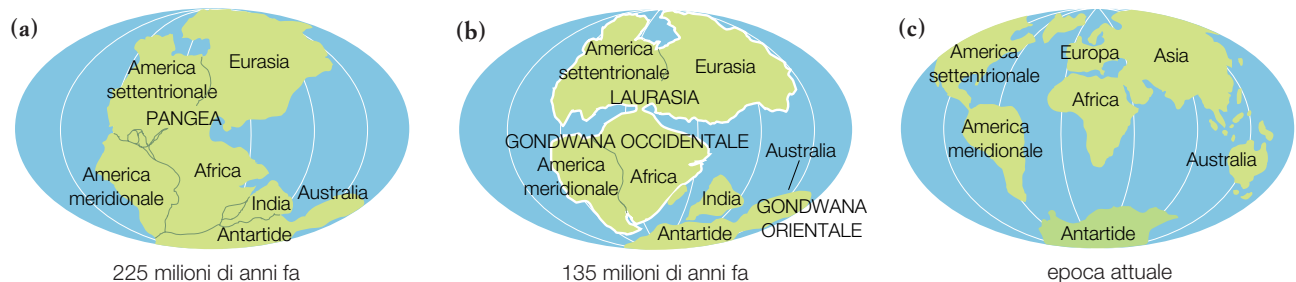 (a)
America
settentrionale
Eurasia
PANGEA
America
meridionale
Africa
India
Australia
Antartide
225 milioni di anni fa
(b)
America
settentrionale
Eurasia
LAURASIA
GONDWANA OCCIDENTALE
America
meridionale
Africa
Australia
India
GONDWANA
ORIENTALE
Antartide
135 milioni di anni fa
(c)
America
settentrionale
Europa
Asia
Africa
America
meridionale
Australia
Antartide
epoca attuale